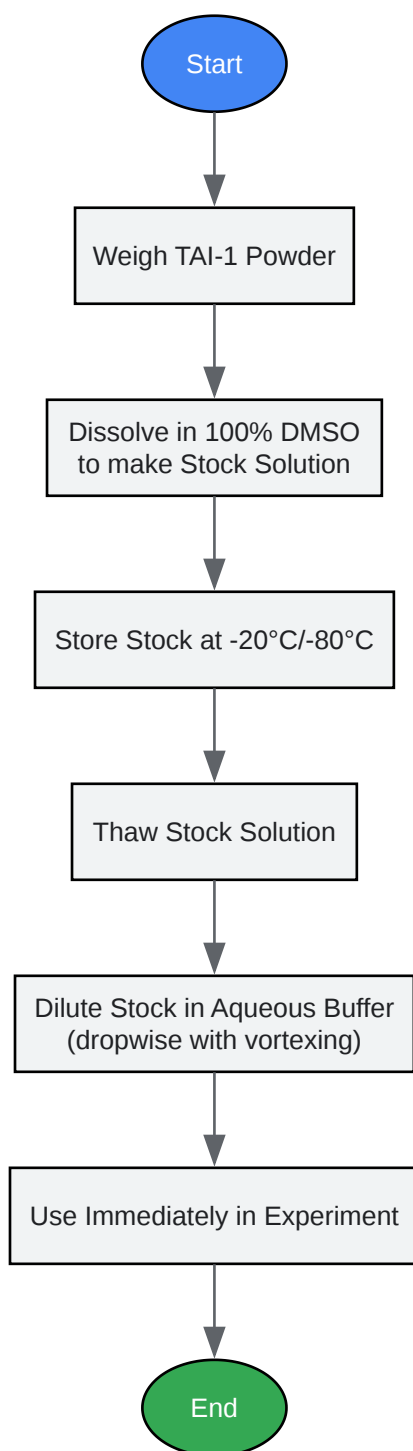 Start
Weigh TAI-1 Powder
Dissolve in 100% DMSO
to make Stock Solution
Store Stock at -20°C/-80°C
Thaw Stock Solution
Dilute Stock in Aqueous Buffer
(dropwise with vortexing)
Use Immediately in Experiment
End